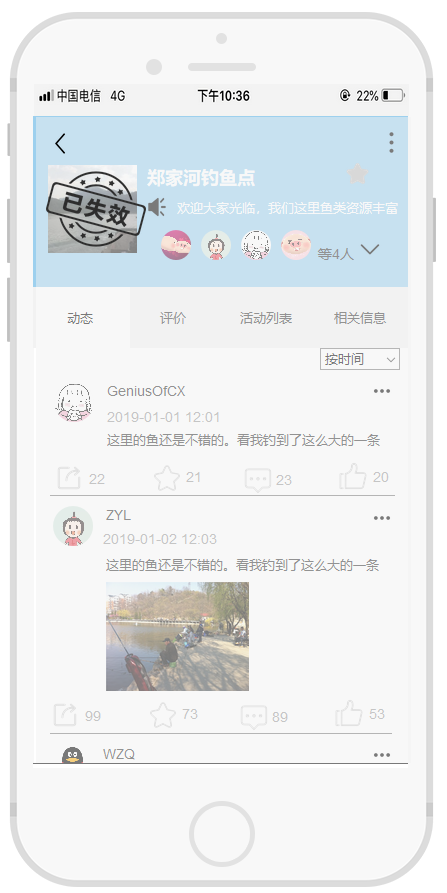 中国电信 4G 下午10:36 22%
郑家河钓鱼点
已失效
欢迎大家光临，我们这里鱼类资源丰富
等4人
动态 评价 活动列表 相关信息
按时间
GeniusOfCX
2019-01-01 12:01
这里的鱼还是不错的。看我钓到了这么大的一条
22 21 23 20
ZYL
2019-01-02 12:03
这里的鱼还是不错的。看我钓到了这么大的一条
99 73 89 53
WZQ